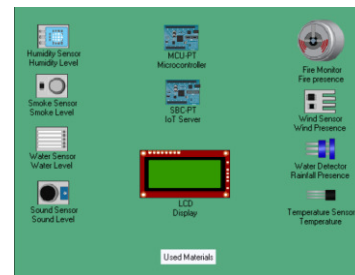 Humidity Sensor
Humidity Level
Smoke Sensor
Smoke Level
Water Sensor
Water Level
Sound Sensor
Sound Level
MCU-PT
Microcontroller
SBC-PT
IoT Server
LCD
Display
Fire Monitor
Fire presence
Wind Sensor
Wind Presence
Water Detector
Rainfall Presence
Temperature Sensor
Temperature
Used Materials